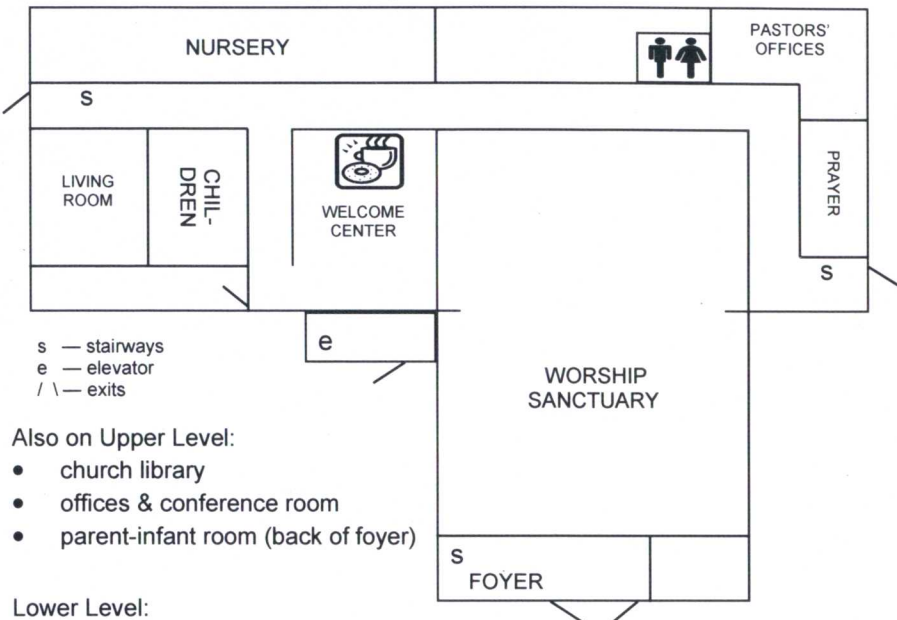 NURSERY
PASTORS'
OFFICES
s
LIVING
ROOM
CHIL-
DREN
WELCOME
CENTER
PRAYER
s
e
s — stairways
e — elevator
/ \ — exits
WORSHIP
SANCTUARY
Also on Upper Level:
• church library
• offices & conference room
• parent-infant room (back of foyer)
s
FOYER
Lower Level: